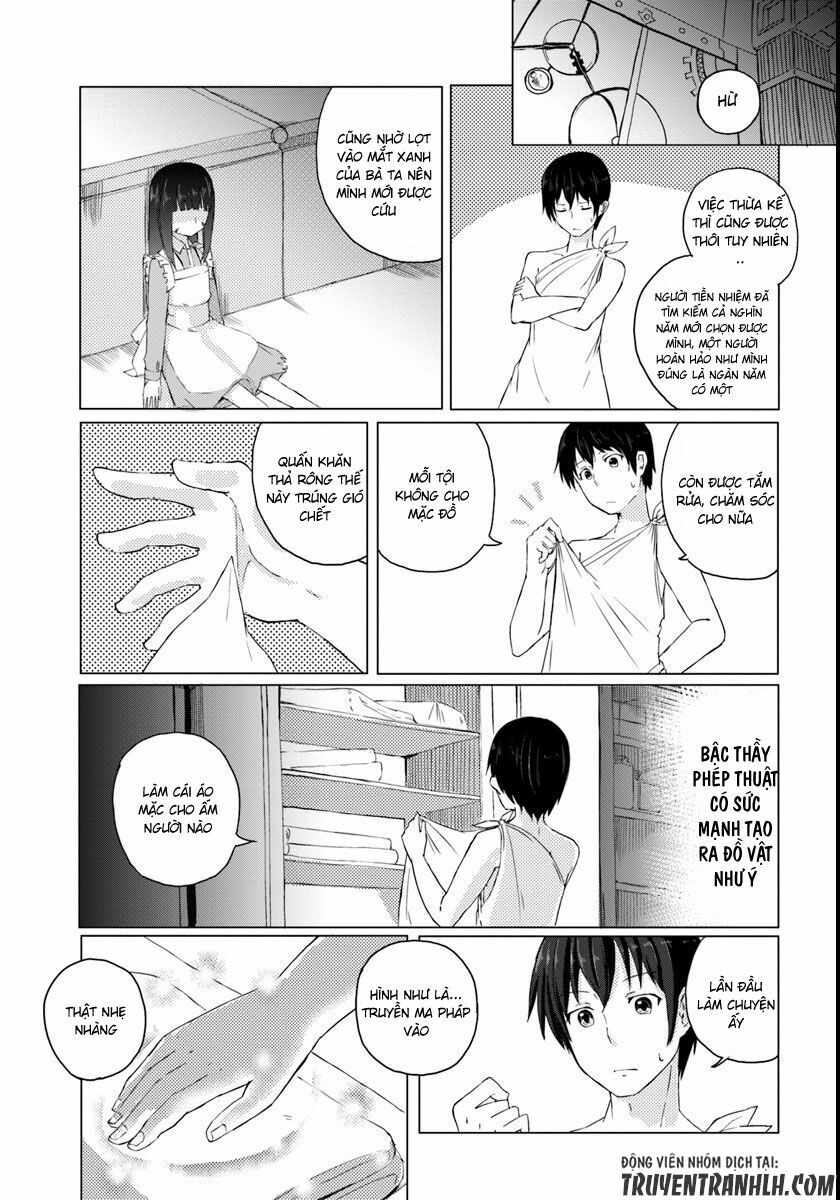 HỪ
VIỆC THỪA KẾ
THÌ CŨNG ĐƯỢC
THÔI TUY NHIÊN
..
NGƯỜI TIỀN NHIỆM ĐÃ
TÌM KIẾM CẢ NGHÌN
NĂM MỚI CHỌN ĐƯỢC
MÌNH, MỘT NGƯỜI
HOÀN HẢO NHƯ MÌNH
ĐÚNG LÀ NGÀN NĂM
CÓ MỘT
CŨNG NHỜ LỌT
VÀO MẮT XANH
CỦA BÀ TA NÊN
MÌNH MỚI ĐƯỢC
CỨU
CÒN ĐƯỢC TẮM
RỬA, CHĂM SÓC
CHO NỮA
MỖI TỘI
KHÔNG CHO
MẶC ĐỒ
QUẤN KHĂN
THẢ RÔNG THẾ
NÀY TRÚNG GIÓ
CHẾT
BẬC THẦY
PHÉP THUẬT
CÓ SỨC
MẠNH TẠO
RA ĐỒ VẬT
NHƯ Ý
LÀM CÁI ÁO
MẶC CHO ẤM
NGƯỜI NÀO
LẦN ĐẦU
LÀM CHUYỆN
ẤY
HÌNH NHƯ LÀ...
TRUYỀN MA PHÁP
VÀO
THẬT NHẸ
NHÀNG
ĐỘNG VIÊN NHÓM DỊCH TẠI:
TRUYENTRANHLH.COM